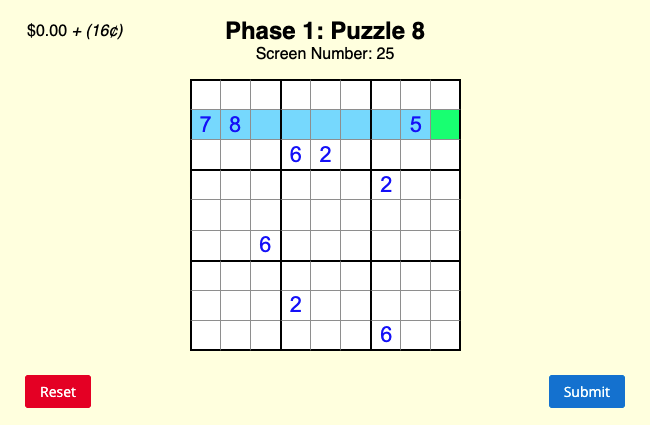 $0.00 + (16¢)
Phase 1: Puzzle 8
Screen Number: 25
7 8 5
6 2
2
6
2
6
Reset
Submit